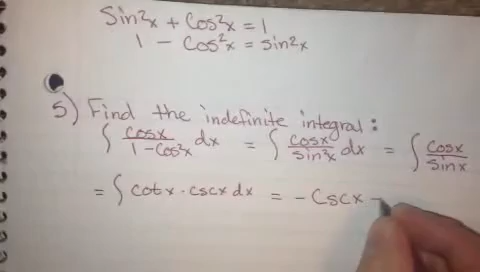 sin²x + cos²x = 1
1 - cos²x = sin²x
5) Find the indefinite integral:
∫ cosx / 1-cos²x dx = ∫ cosx / sin²x dx = ∫ cosx / sinx
= ∫ cotx · cscx dx = - cscx -